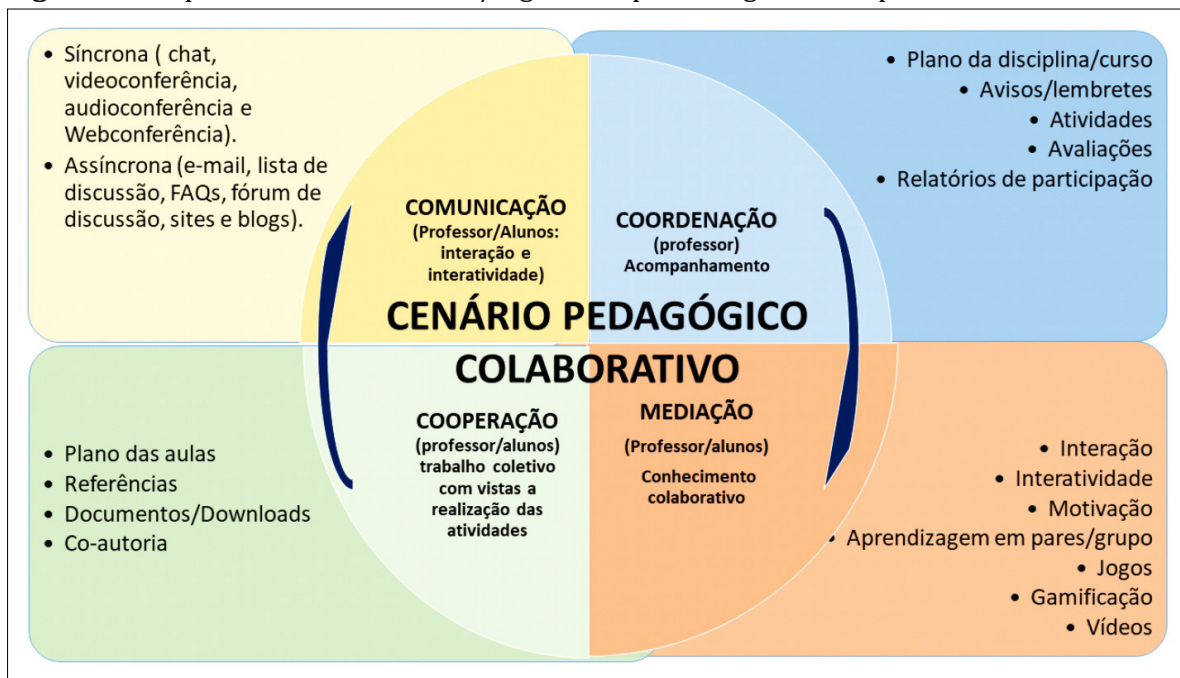 • Síncrona ( chat,
videoconferência,
audioconferência e
Webconferência).
• Assíncrona (e-mail, lista de
discussão, FAQs, fórum de
discussão, sites e blogs).
COMUNICAÇÃO
(Professor/Alunos:
interação e
interatividade)
• Plano da disciplina/curso
• Avisos/lembretes
• Atividades
• Avaliações
• Relatórios de participação
COORDENAÇÃO
(professor)
Acompanhamento
CENÁRIO PEDAGÓGICO
COLABORATIVO
COOPERAÇÃO
(professor/alunos)
trabalho coletivo
com vistas a
realização das
atividades
• Plano das aulas
• Referências
• Documentos/Downloads
• Co-autoria
MEDIAÇÃO
(Professor/alunos)
Conhecimento
colaborativo
• Interação
• Interatividade
• Motivação
• Aprendizagem em pares/grupo
• Jogos
• Gamificação
• Vídeos